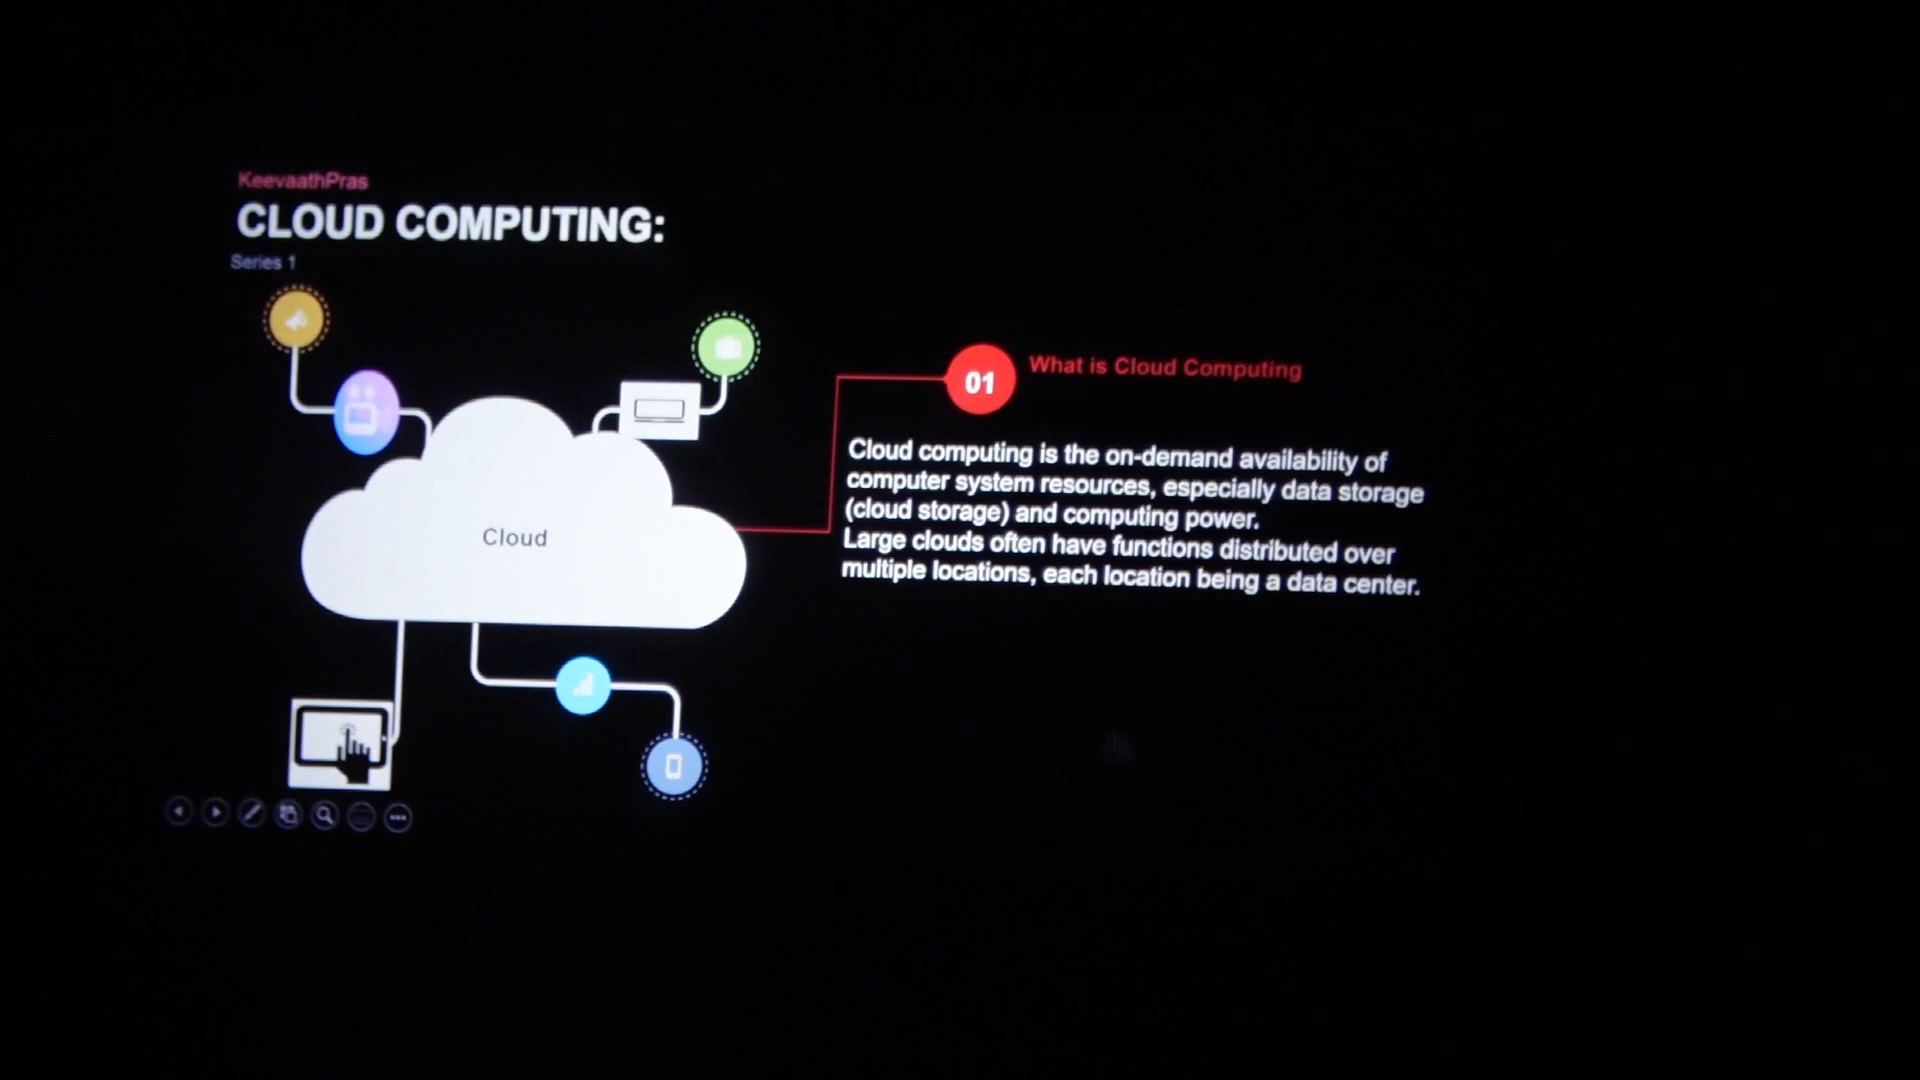 KeevaathPras
CLOUD COMPUTING:
Series 1
01
What is Cloud Computing
Cloud computing is the on-demand availability of
computer system resources, especially data storage
(cloud storage) and computing power.
Large clouds often have functions distributed over
multiple locations, each location being a data center.
Cloud